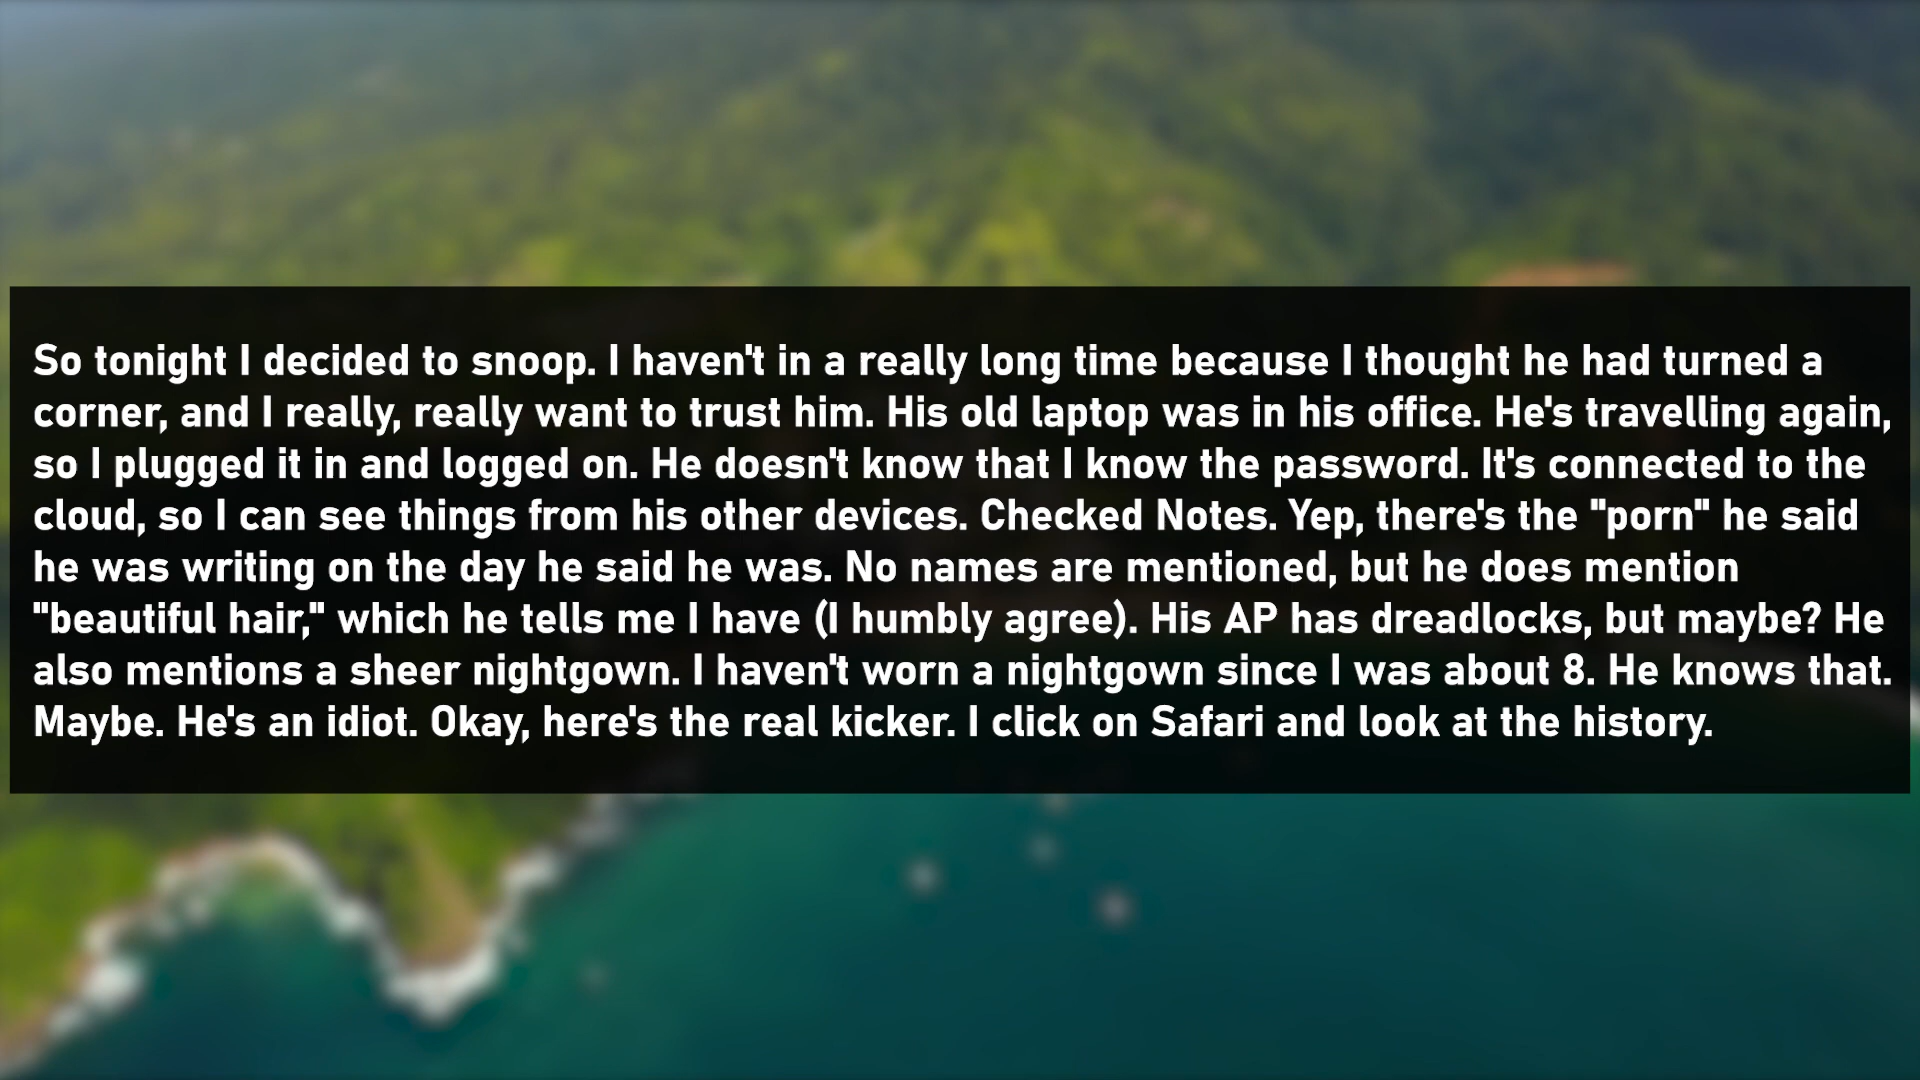 So tonight I decided to snoop. I haven't in a really long time because I thought he had turned a
corner, and I really, really want to trust him. His old laptop was in his office. He's travelling again,
so I plugged it in and logged on. He doesn't know that I know the password. It's connected to the
cloud, so I can see things from his other devices. Checked Notes. Yep, there's the "porn" he said
he was writing on the day he said he was. No names are mentioned, but he does mention
"beautiful hair," which he tells me I have (I humbly agree). His AP has dreadlocks, but maybe? He
also mentions a sheer nightgown. I haven't worn a nightgown since I was about 8. He knows that.
Maybe. He's an idiot. Okay, here's the real kicker. I click on Safari and look at the history.